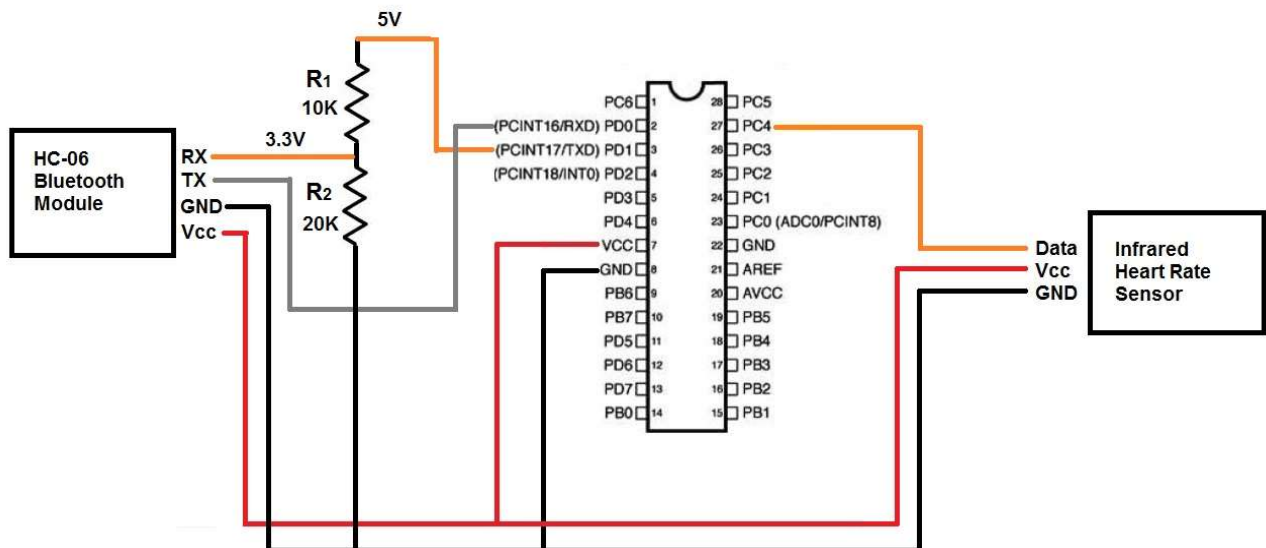 5V
R1
10K
3.3V
R2
20K
HC-06
Bluetooth
Module
RX
TX
GND
Vcc
PC6 1 28 PC5
(PCINT16/RXD) PD0 2 27 PC4
(PCINT17/TXD) PD1 3 26 PC3
(PCINT18/INT0) PD2 4 25 PC2
PD3 5 24 PC1
PD4 6 23 PC0 (ADC0/PCINT8)
VCC 7 22 GND
GND 8 21 AREF
PB6 9 20 AVCC
PB7 10 19 PB5
PD5 11 18 PB4
PD6 12 17 PB3
PD7 13 16 PB2
PB0 14 15 PB1
Data
Vcc
GND
Infrared
Heart Rate
Sensor